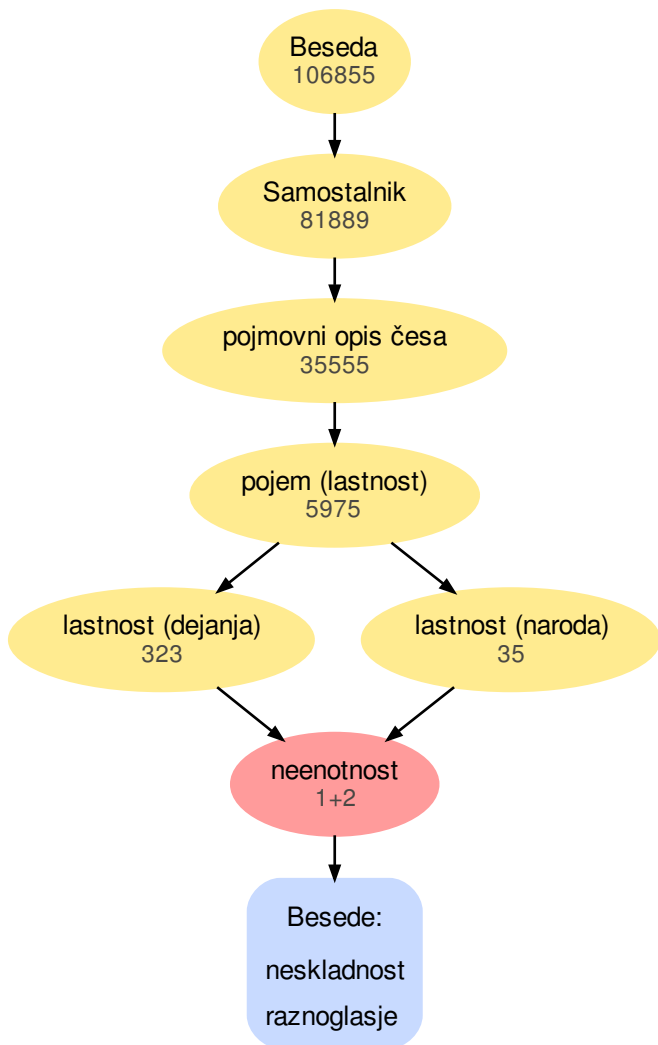 Beseda
106855
Samostalnik
81889
pojmovni opis česa
35555
pojem (lastnost)
5975
lastnost (dejanja)
323
lastnost (naroda)
35
neenotnost
1+2
Besede:
neskladnost
raznoglasje